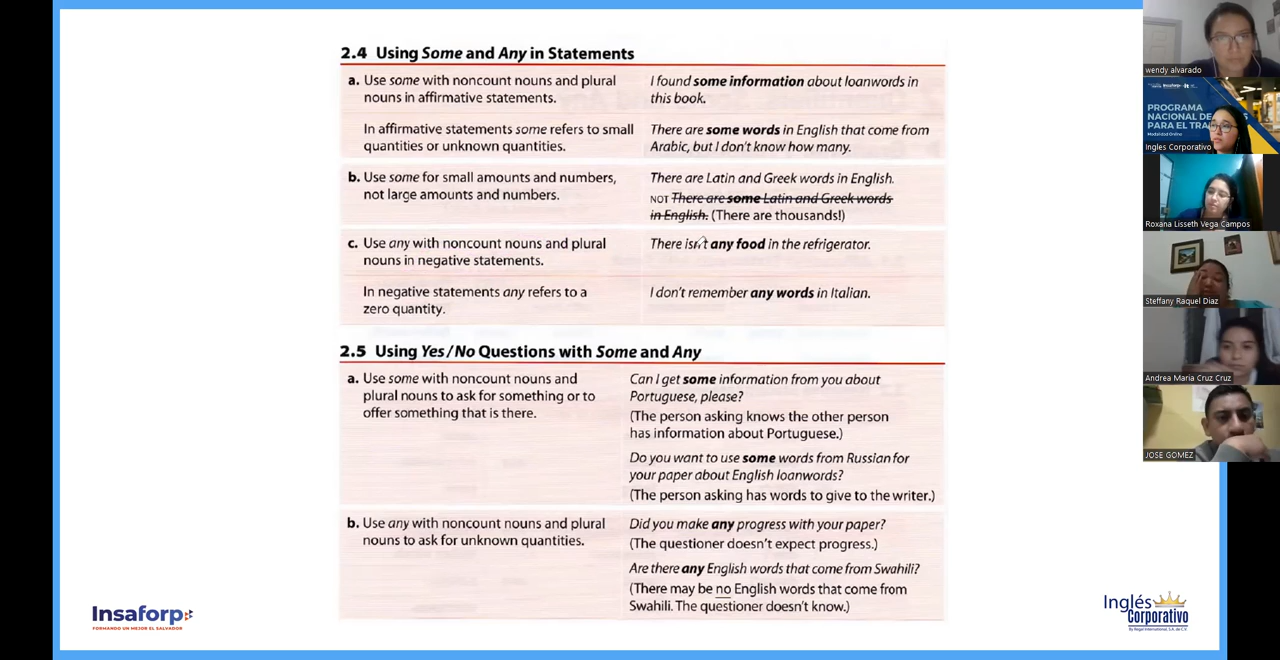 2.4 Using Some and Any in Statements
a. Use some with noncount nouns and plural
nouns in affirmative statements.
I found some information about loanwords in
this book.
In affirmative statements some refers to small
quantities or unknown quantities.
There are some words in English that come from
Arabic, but I don't know how many.
b. Use some for small amounts and numbers,
not large amounts and numbers.
There are Latin and Greek words in English.
NOT There are some Latin and Greek words
in English. (There are thousands!)
c. Use any with noncount nouns and plural
nouns in negative statements.
There isn't any food in the refrigerator.
In negative statements any refers to a
zero quantity.
I don't remember any words in Italian.
2.5 Using Yes/No Questions with Some and Any
a. Use some with noncount nouns and
plural nouns to ask for something or to
offer something that is there.
Can I get some information from you about
Portuguese, please?
(The person asking knows the other person
has information about Portuguese.)
Do you want to use some words from Russian for
your paper about English loanwords?
(The person asking has words to give to the writer.)
b. Use any with noncount nouns and plural
nouns to ask for unknown quantities.
Did you make any progress with your paper?
(The questioner doesn't expect progress.)
Are there any English words that come from Swahili?
(There may be no English words that come from
Swahili. The questioner doesn't know.)
Insaforp
FORMANDO UN MEJOR EL SALVADOR
Inglés
Corporativo
wendy alvarado
Insaforp
PROGRAMA
NACIONAL DE
PARA EL TRA
Modalidad Online
Ingles Corporativo
Roxana Lisseth Vega Campos
Steffany Raquel Diaz
Andrea Maria Cruz Cruz
JOSE GOMEZ